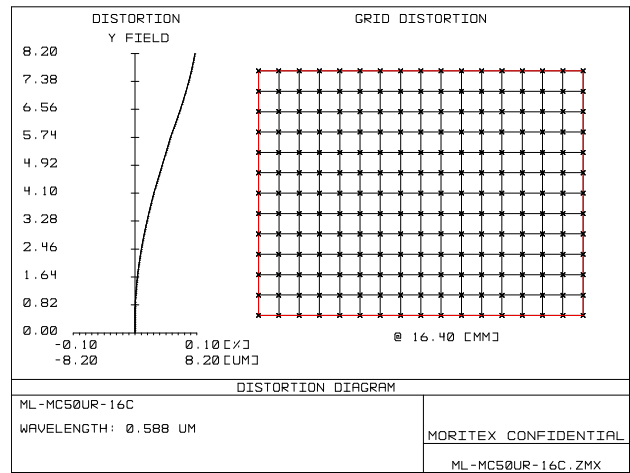 DISTORTION
Y FIELD
8.20
7.38
6.56
5.74
4.92
4.10
3.28
2.46
1.64
0.82
0.00
-0.10 0.10[%]
-8.20 8.20[UM]
GRID DISTORTION
@ 16.40 [MM]
DISTORTION DIAGRAM
ML-MC50UR-16C
WAVELENGTH: 0.588 UM
MORITEX CONFIDENTIAL
ML-MC50UR-16C.ZMX